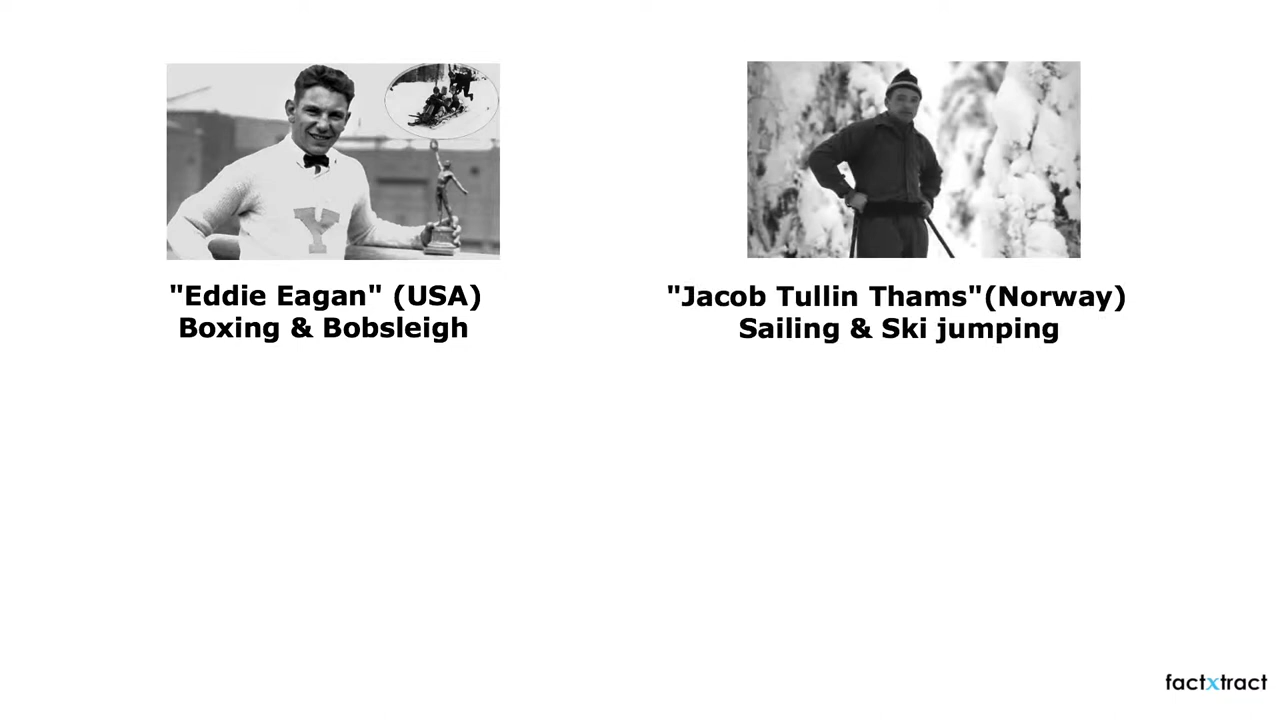 Y
"Eddie Eagan" (USA)
Boxing & Bobsleigh
"Jacob Tullin Thams"(Norway)
Sailing & Ski jumping
factxtract